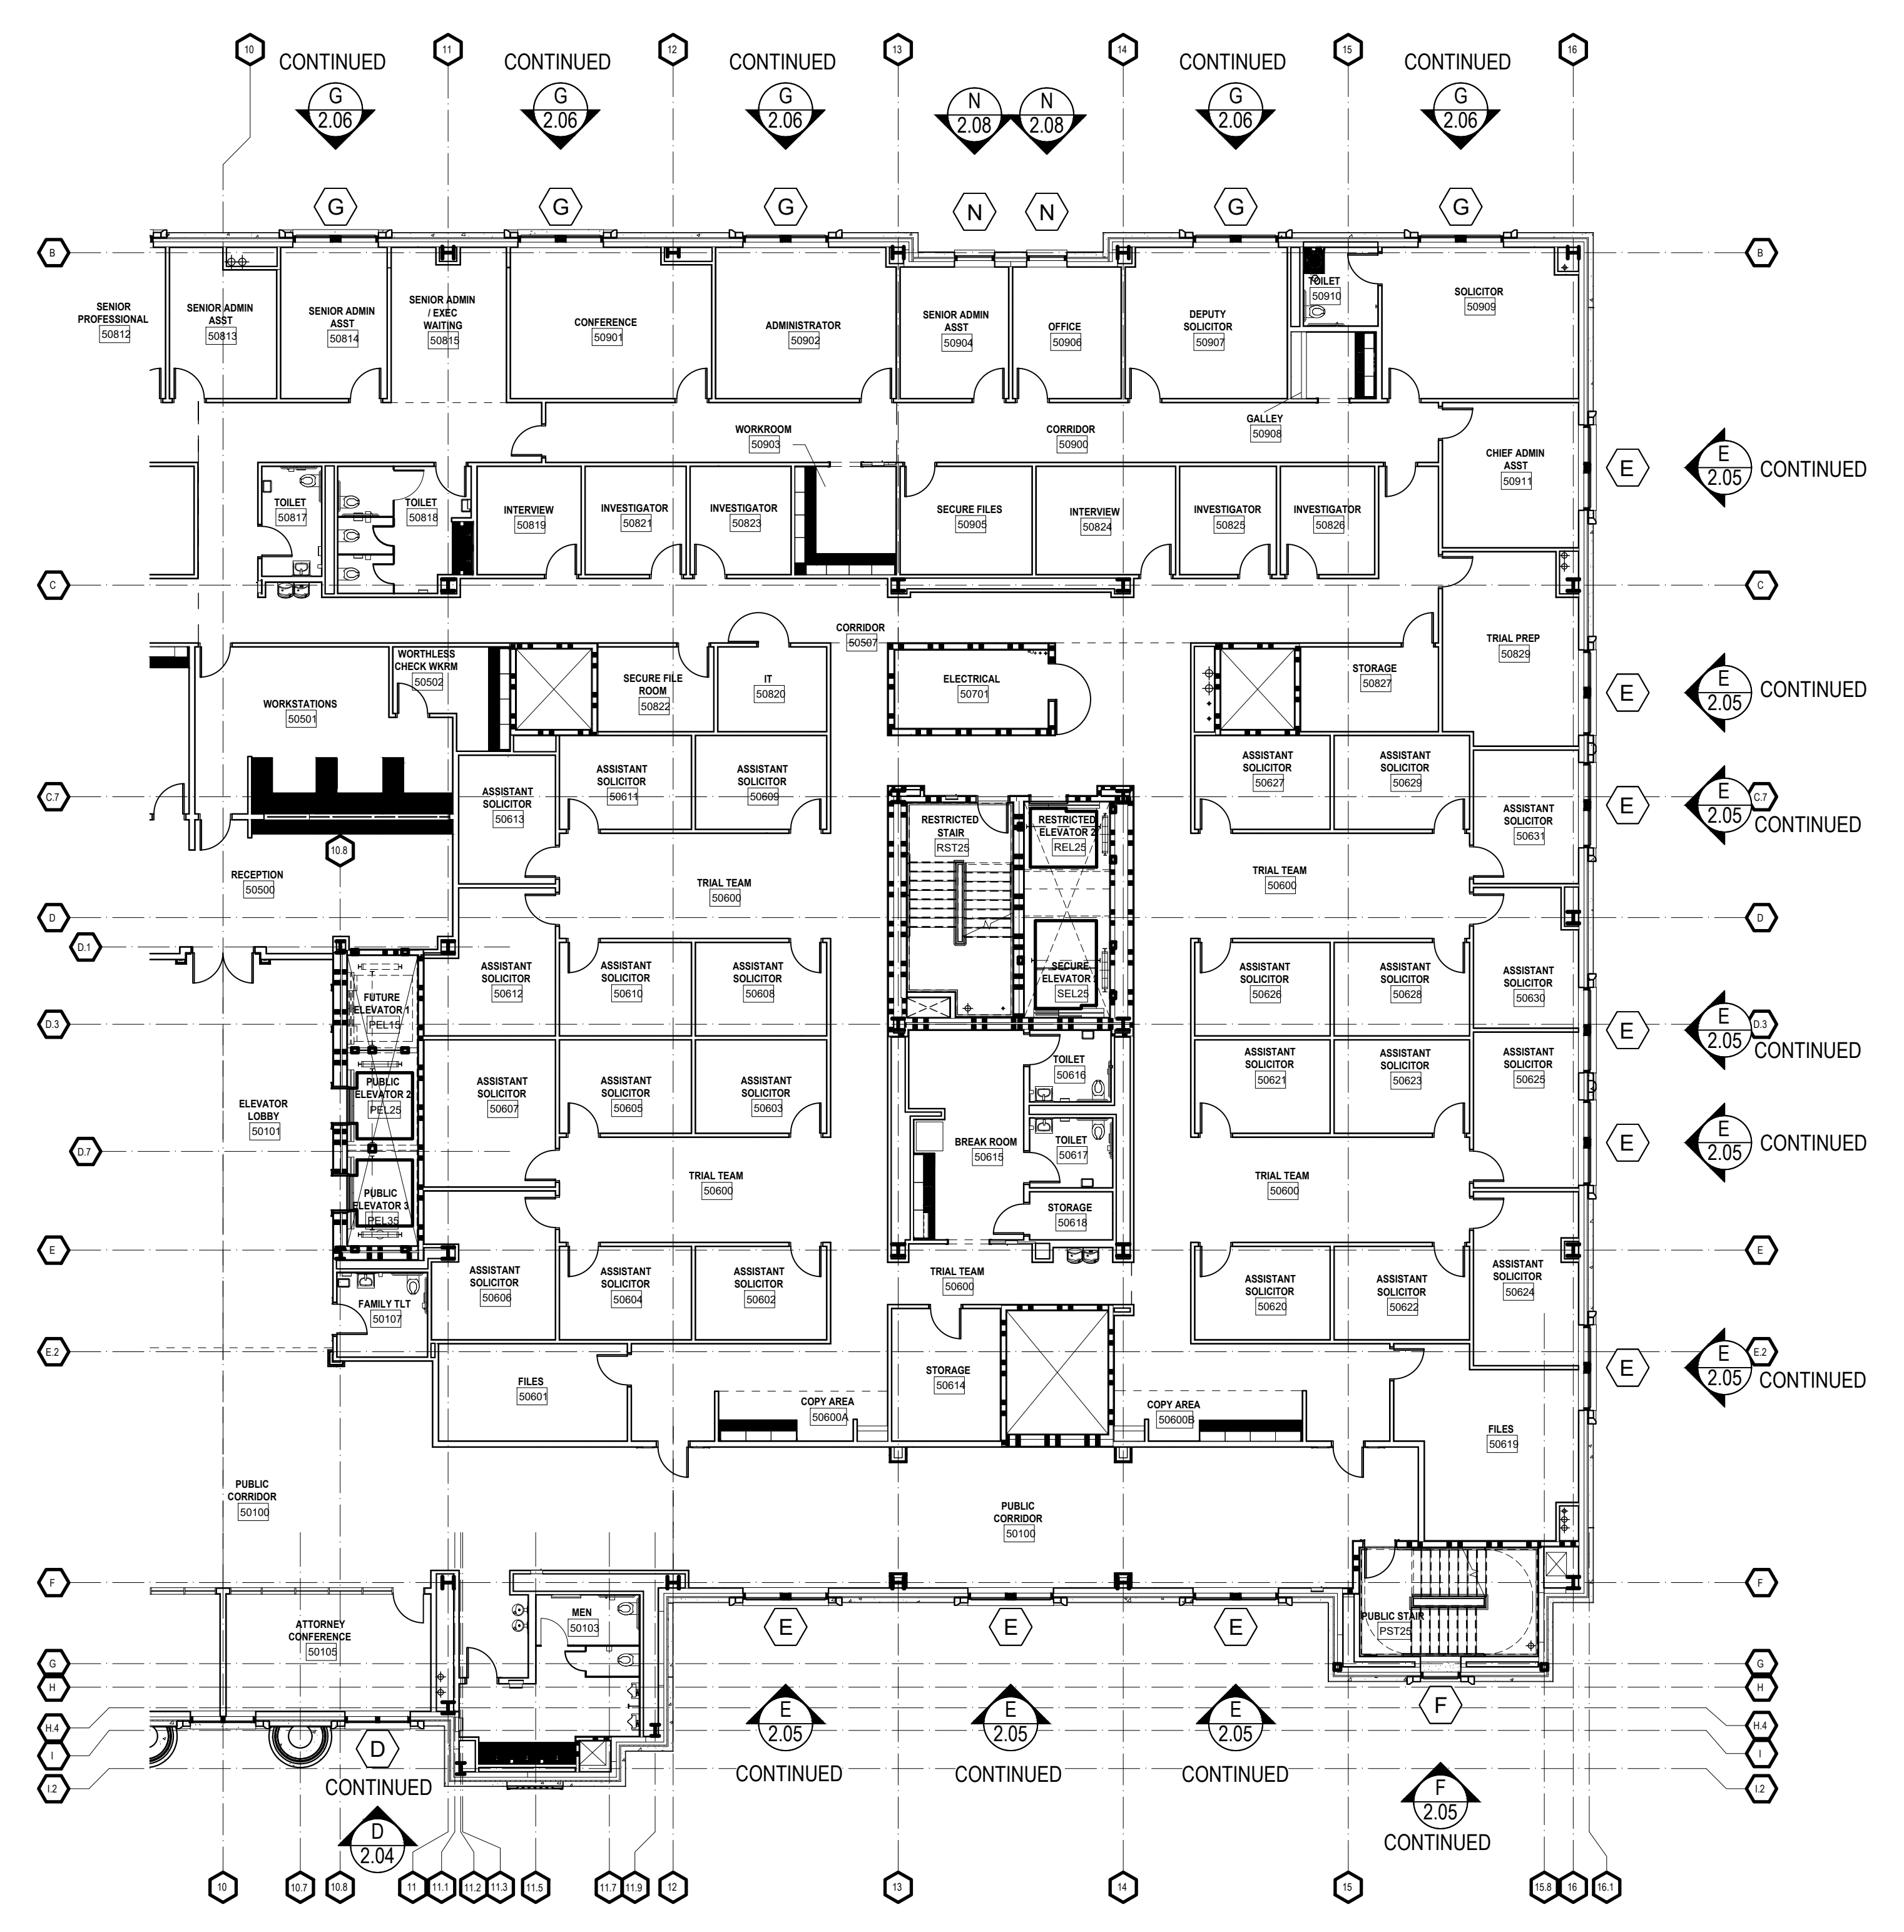 10
CONTINUED
11
CONTINUED
12
CONTINUED
13
14
CONTINUED
15
CONTINUED
16
G
2.06
G
2.06
G
2.06
N
2.08
N
2.08
G
2.06
G
2.06
G
G
G
N
N
G
G
B
B
SENIOR
PROFESSIONAL
50812
SENIOR ADMIN
ASST
50813
SENIOR ADMIN
ASST
50814
SENIOR ADMIN
/ EXEC
WAITING
50815
CONFERENCE
50901
ADMINISTRATOR
50902
SENIOR ADMIN
ASST
50904
OFFICE
50906
DEPUTY
SOLICITOR
50907
TOILET
50910
SOLICITOR
50909
WORKROOM
50903
CORRIDOR
50900
GALLEY
50908
CHIEF ADMIN
ASST
50911
E
E
2.05
CONTINUED
TOILET
50817
TOILET
50818
INTERVIEW
50819
INVESTIGATOR
50821
INVESTIGATOR
50823
SECURE FILES
50905
INTERVIEW
50824
INVESTIGATOR
50825
INVESTIGATOR
50826
C
C
CORRIDOR
50507
TRIAL PREP
50829
WORTHLESS
CHECK WKRM
50502
WORKSTATIONS
50501
SECURE FILE
ROOM
50822
IT
50820
ELECTRICAL
50701
STORAGE
50827
E
E
2.05
CONTINUED
ASSISTANT
SOLICITOR
50613
ASSISTANT
SOLICITOR
50611
ASSISTANT
SOLICITOR
50609
ASSISTANT
SOLICITOR
50627
ASSISTANT
SOLICITOR
50629
ASSISTANT
SOLICITOR
50631
C.7
E
E
2.05
C.7
CONTINUED
10.8
RESTRICTED
STAIR
RST25
RESTRICTED
ELEVATOR 2
REL25
RECEPTION
50500
TRIAL TEAM
50600
TRIAL TEAM
50600
D
D
D.1
ASSISTANT
SOLICITOR
50612
ASSISTANT
SOLICITOR
50610
ASSISTANT
SOLICITOR
50608
SECURE
ELEVATOR 2
SEL25
ASSISTANT
SOLICITOR
50626
ASSISTANT
SOLICITOR
50628
ASSISTANT
SOLICITOR
50630
FUTURE
ELEVATOR 1
PEL15
D.3
E
E
2.05
D.3
CONTINUED
PUBLIC
ELEVATOR 2
PEL25
ASSISTANT
SOLICITOR
50607
ASSISTANT
SOLICITOR
50605
ASSISTANT
SOLICITOR
50603
TOILET
50616
ASSISTANT
SOLICITOR
50621
ASSISTANT
SOLICITOR
50623
ASSISTANT
SOLICITOR
50625
ELEVATOR
LOBBY
50101
D.7
BREAK ROOM
50615
TOILET
50617
E
E
2.05
CONTINUED
PUBLIC
ELEVATOR 3
PEL35
TRIAL TEAM
50600
STORAGE
50618
TRIAL TEAM
50600
E
E
ASSISTANT
SOLICITOR
50606
ASSISTANT
SOLICITOR
50604
ASSISTANT
SOLICITOR
50602
TRIAL TEAM
50600
ASSISTANT
SOLICITOR
50620
ASSISTANT
SOLICITOR
50622
ASSISTANT
SOLICITOR
50624
FAMILY TLT
50107
E.2
E
E
2.05
E.2
CONTINUED
FILES
50601
STORAGE
50614
COPY AREA
50600A
COPY AREA
50600B
FILES
50619
PUBLIC
CORRIDOR
50100
PUBLIC
CORRIDOR
50100
F
F
ATTORNEY
CONFERENCE
50105
MEN
50103
E
E
E
PUBLIC STAIR
PST25
G
G
H
H
H.4
H.4
I
I
I.2
I.2
D
CONTINUED
E
2.05
CONTINUED
E
2.05
CONTINUED
E
2.05
CONTINUED
F
F
2.05
CONTINUED
D
2.04
10
10.7
10.8
11
11.1
11.2
11.3
11.5
11.7
11.9
12
13
14
15
15.8
16
16.1